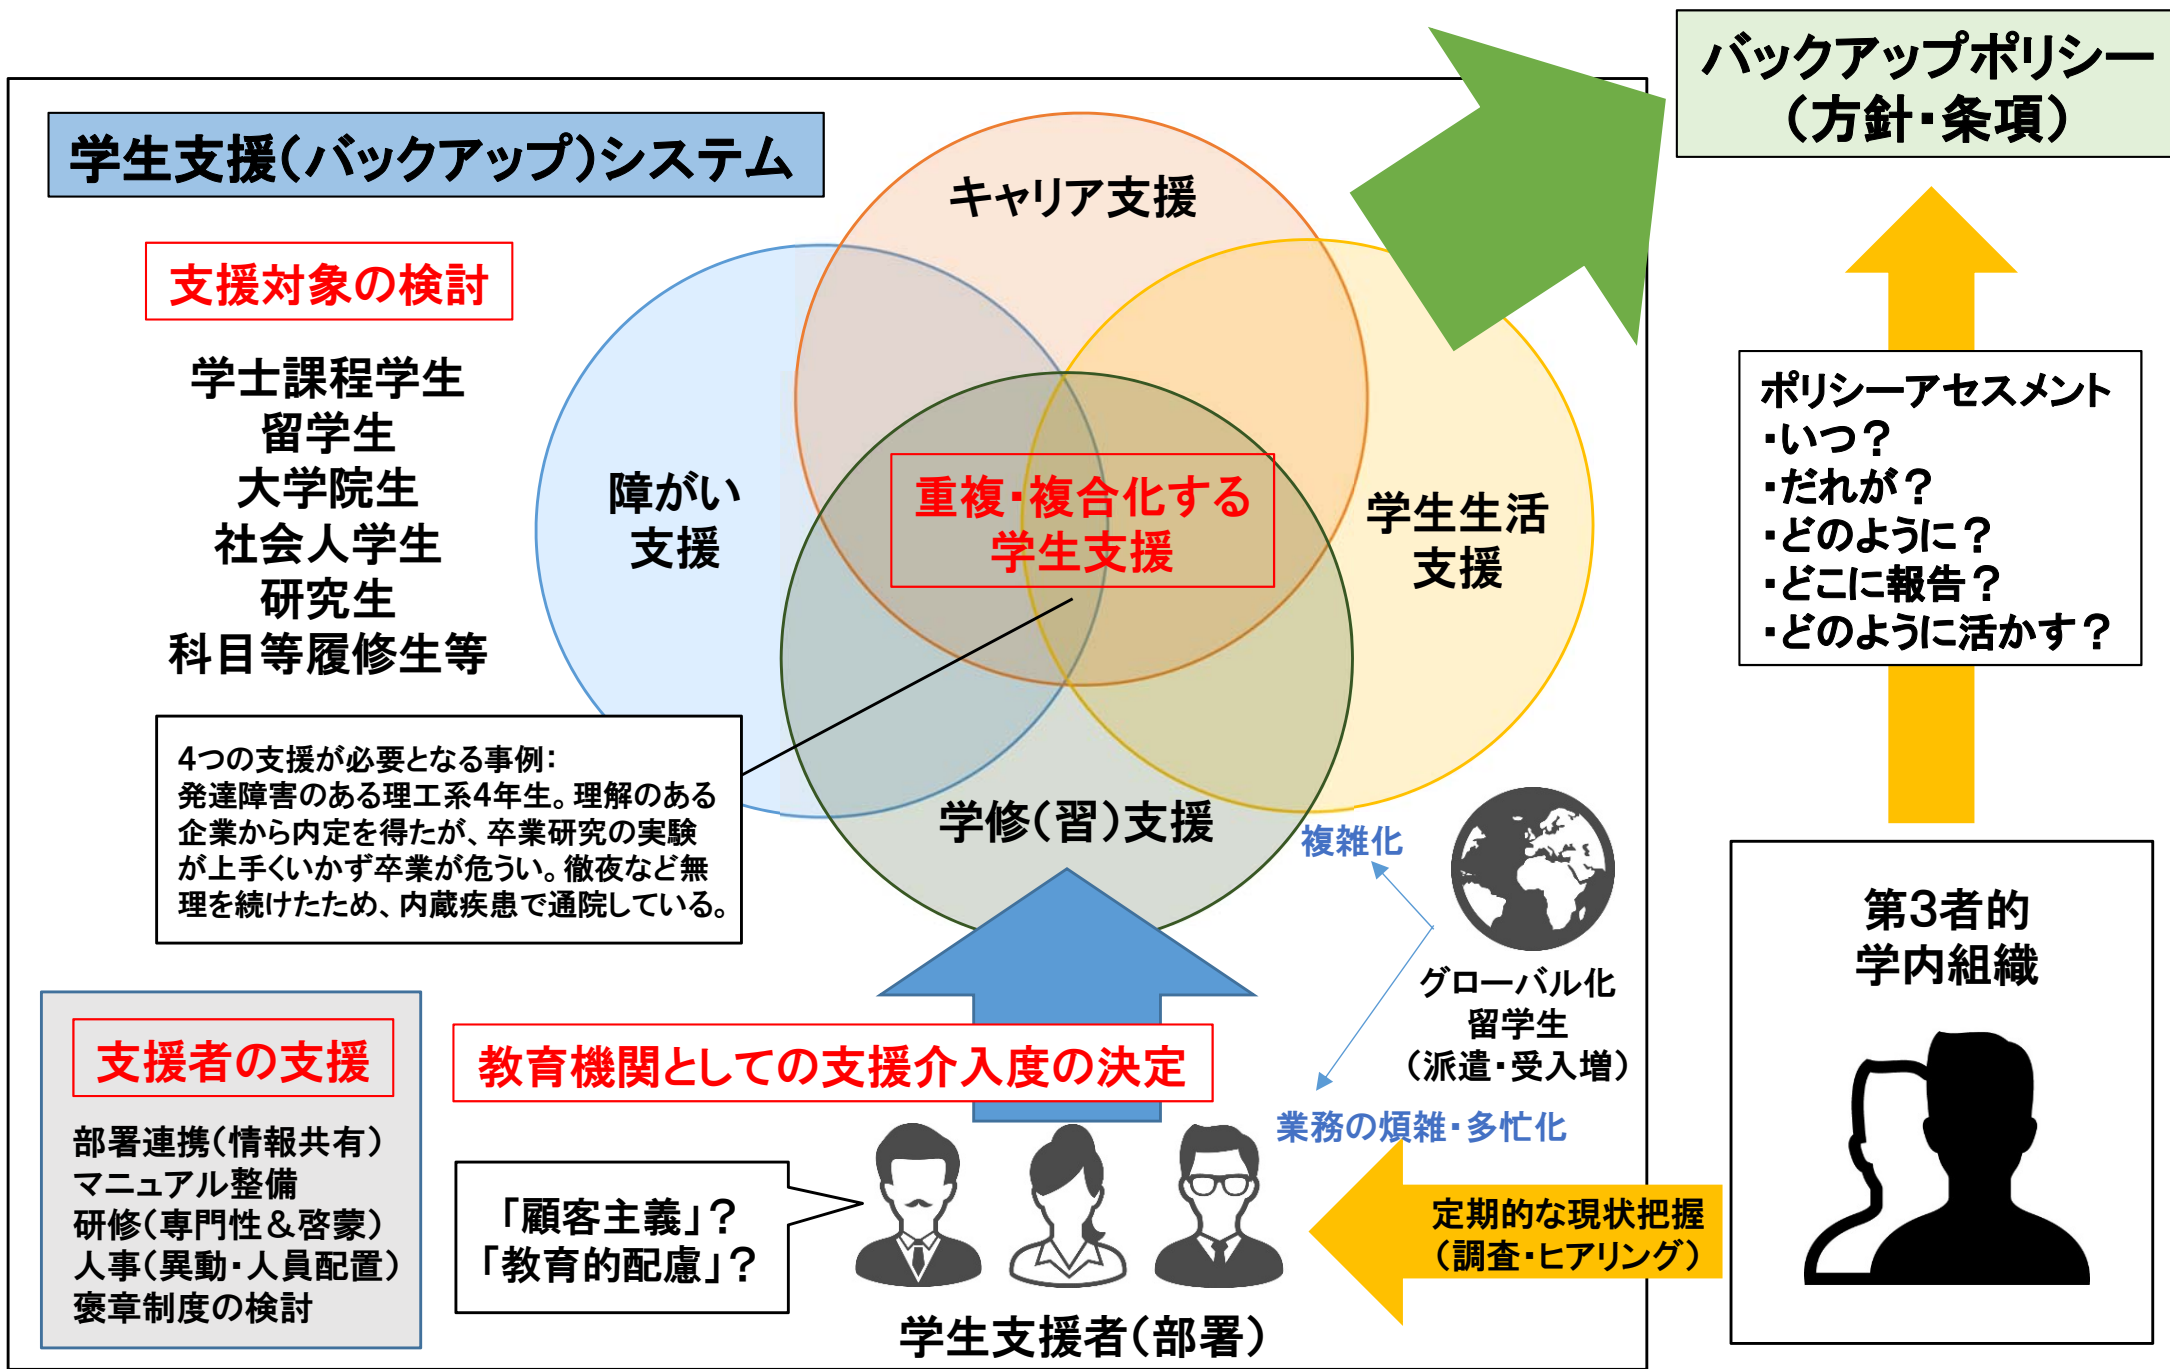 バックアップポリシー
（方針・条項）
学生支援（バックアップ）システム
キャリア支援
支援対象の検討
学士課程学生
留学生
大学院生
社会人学生
研究生
科目等履修生等
障がい
支援
重複・複合化する
学生支援
学生生活
支援
ポリシーアセスメント
・いつ？
・だれが？
・どのように？
・どこに報告？
・どのように活かす？
4つの支援が必要となる事例：
発達障害のある理工系4年生。理解のある
企業から内定を得たが、卒業研究の実験
が上手くいかず卒業が危うい。徹夜など無
理を続けたため、内蔵疾患で通院している。
学修（習）支援
複雑化
グローバル化
留学生
（派遣・受入増）
業務の煩雑・多忙化
第3者的
学内組織
支援者の支援
部署連携（情報共有）
マニュアル整備
研修（専門性＆啓蒙）
人事（異動・人員配置）
褒章制度の検討
教育機関としての支援介入度の決定
「顧客主義」？
「教育的配慮」？
定期的な現状把握
（調査・ヒアリング）
学生支援者（部署）